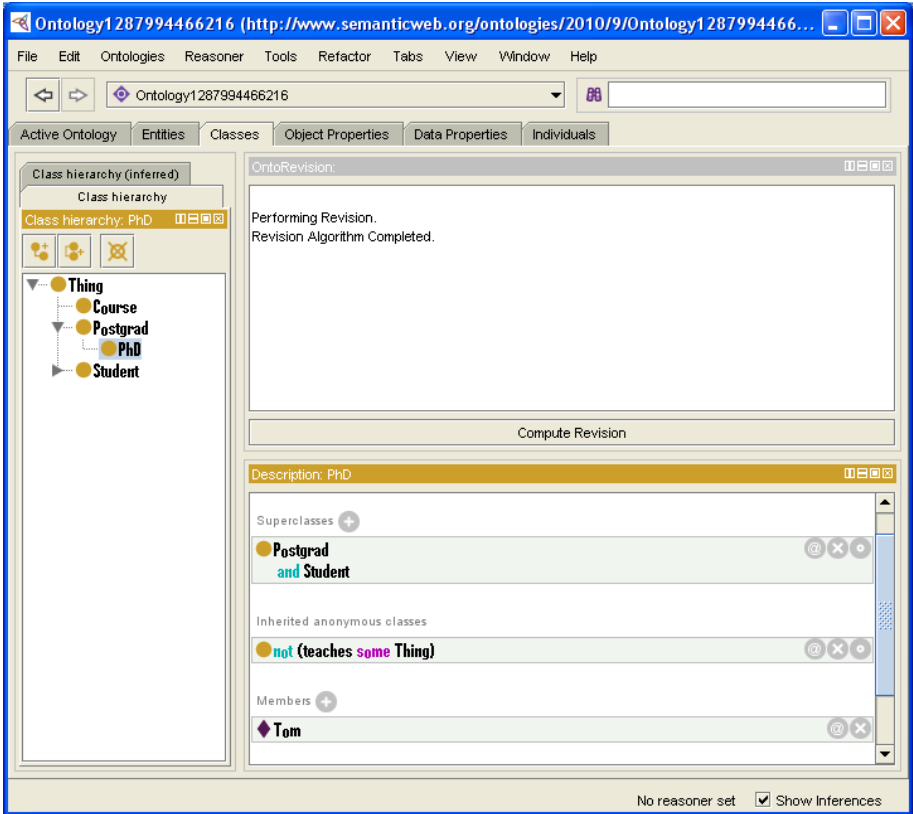 Ontology1287994466216 (http://www.semanticweb.org/ontologies/2010/9/Ontology1287994466...
File Edit Ontologies Reasoner Tools Refactor Tabs View Window Help
Ontology1287994466216
Active Ontology Entities Classes Object Properties Data Properties Individuals
Class hierarchy (inferred)
Class hierarchy
Class hierarchy: PhD
Thing
Course
Postgrad
PhD
Student
OntoRevision:
Performing Revision.
Revision Algorithm Completed.
Compute Revision
Description: PhD
Superclasses
Postgrad
and Student
Inherited anonymous classes
not (teaches some Thing)
Members
Tom
No reasoner set Show Inferences